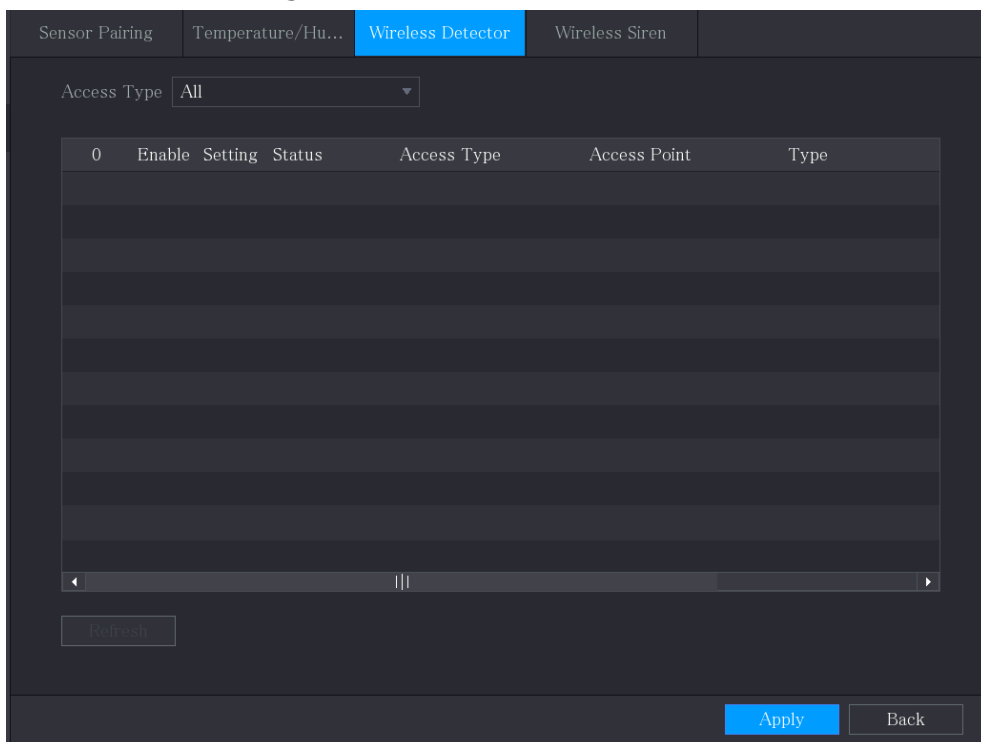 Sensor Pairing Temperature/Hu... Wireless Detector Wireless Siren
Access Type All
0 Enable Setting Status Access Type Access Point Type
Refresh
Apply Back